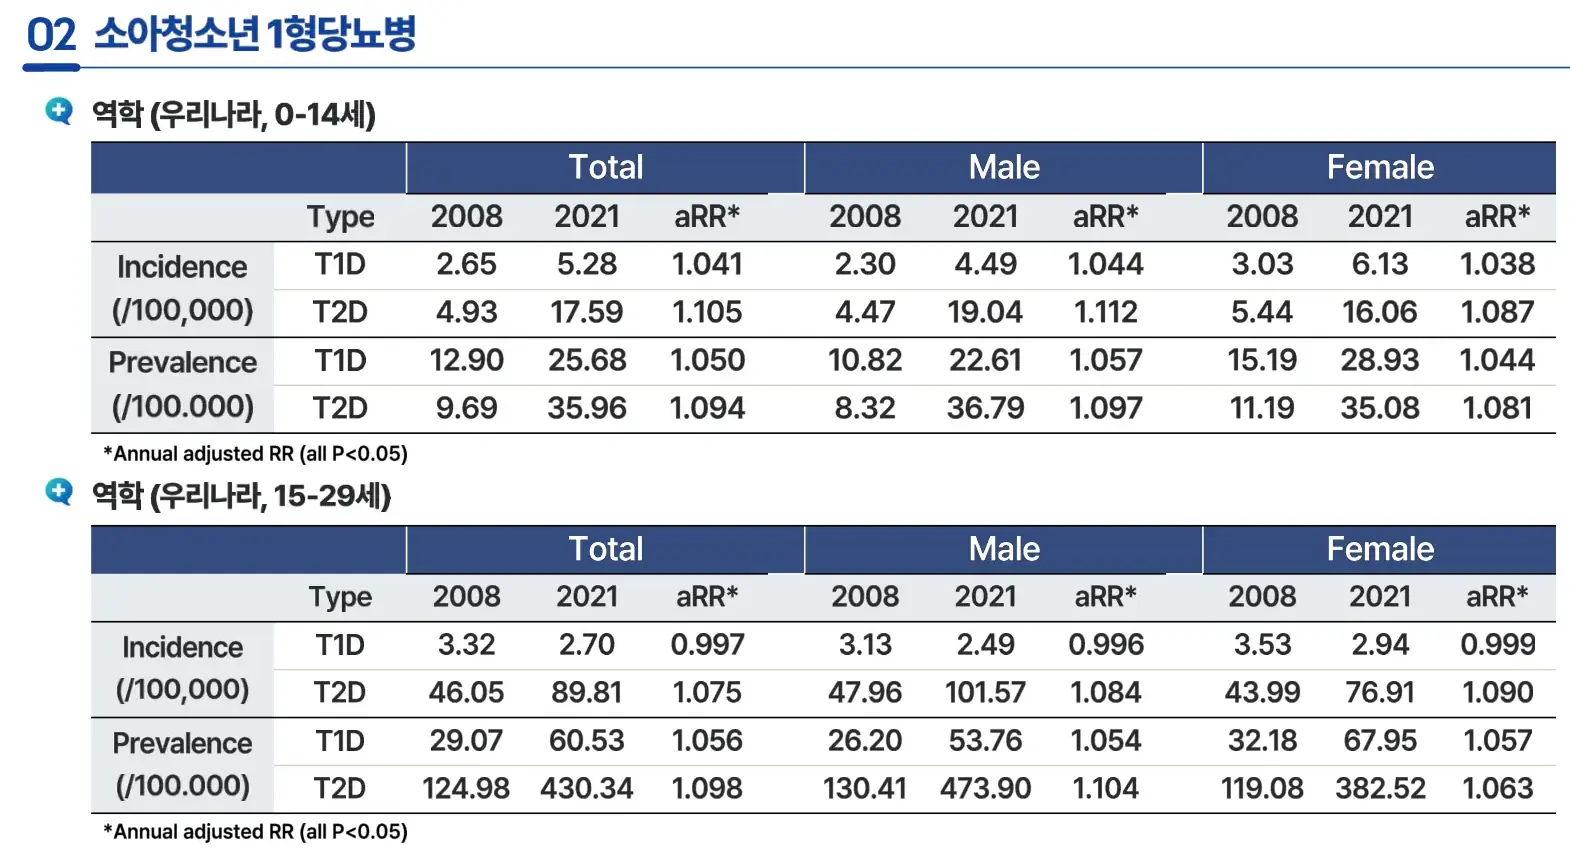 02 소아청소년 1형당뇨병
역학 (우리나라, 0-14세)
Total Male Female
Type 2008 2021 aRR* 2008 2021 aRR* 2008 2021 aRR*
Incidence (/100,000) T1D 2.65 5.28 1.041 2.30 4.49 1.044 3.03 6.13 1.038
T2D 4.93 17.59 1.105 4.47 19.04 1.112 5.44 16.06 1.087
Prevalence (/100.000) T1D 12.90 25.68 1.050 10.82 22.61 1.057 15.19 28.93 1.044
T2D 9.69 35.96 1.094 8.32 36.79 1.097 11.19 35.08 1.081
*Annual adjusted RR (all P<0.05)
역학 (우리나라, 15-29세)
Total Male Female
Type 2008 2021 aRR* 2008 2021 aRR* 2008 2021 aRR*
Incidence (/100,000) T1D 3.32 2.70 0.997 3.13 2.49 0.996 3.53 2.94 0.999
T2D 46.05 89.81 1.075 47.96 101.57 1.084 43.99 76.91 1.090
Prevalence (/100.000) T1D 29.07 60.53 1.056 26.20 53.76 1.054 32.18 67.95 1.057
T2D 124.98 430.34 1.098 130.41 473.90 1.104 119.08 382.52 1.063
*Annual adjusted RR (all P<0.05)